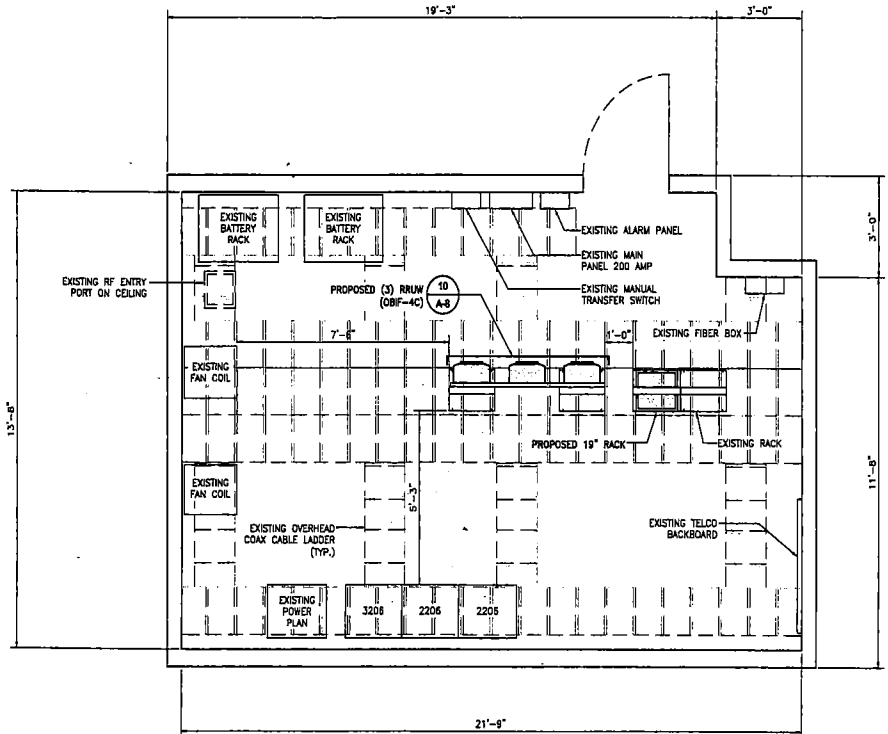 19'-3"
3'-0"
EXISTING
BATTERY
RACK
EXISTING
BATTERY
RACK
EXISTING ALARM PANEL
EXISTING MAIN
PANEL 200 AMP
EXISTING MANUAL
TRANSFER SWITCH
3'-0"
EXISTING RF ENTRY
PORT ON CEILING
PROPOSED (3) RRUW
(OBIF-4C)
10
A-8
EXISTING FIBER BOX
7'-6"
1'-0"
EXISTING
FAN COIL
13'-8"
PROPOSED 19" RACK
EXISTING RACK
EXISTING
FAN COIL
5'-3"
11'-8"
EXISTING OVERHEAD
COAX CABLE LADDER
(TYP.)
EXISTING TELCO
BACKBOARD
EXISTING
POWER
PLAN
3206
2206
2205
21'-9"